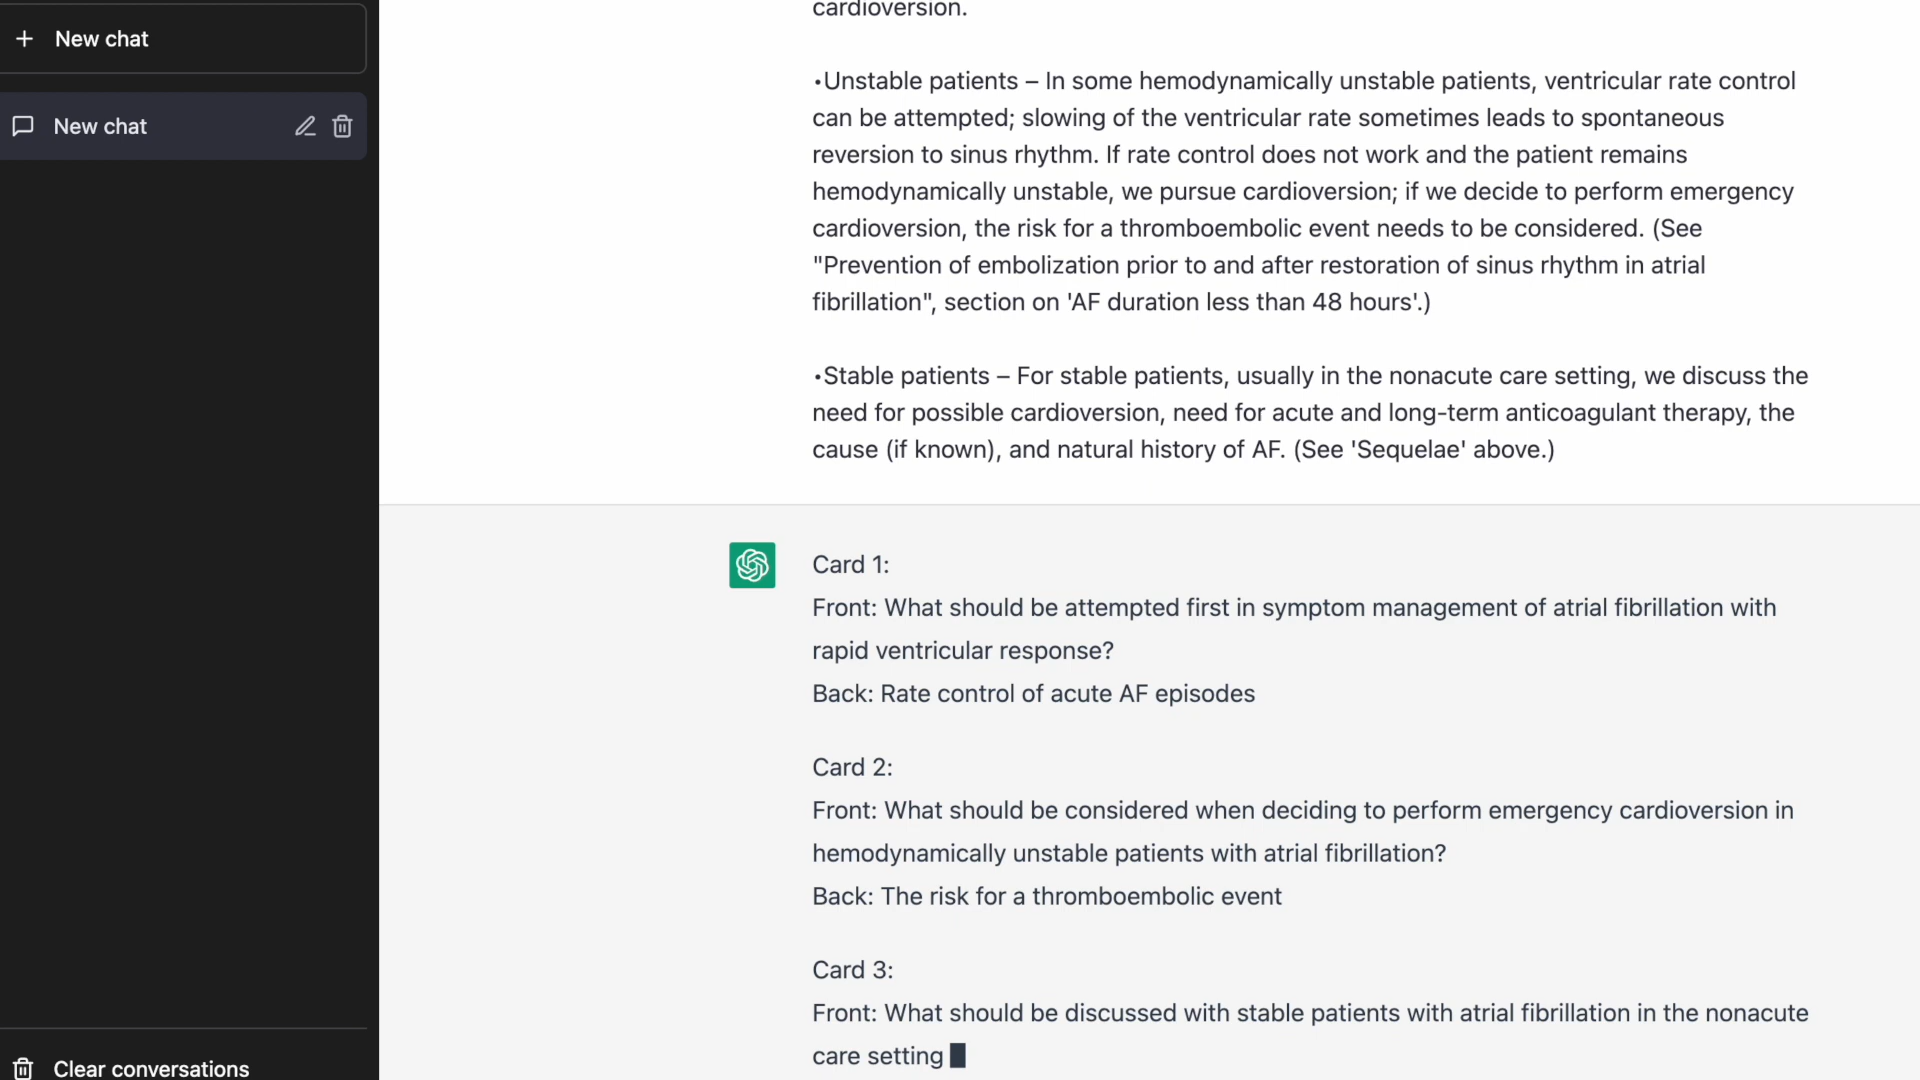 New chat
New chat
Clear conversations
cardioversion.
•Unstable patients – In some hemodynamically unstable patients, ventricular rate control
can be attempted; slowing of the ventricular rate sometimes leads to spontaneous
reversion to sinus rhythm. If rate control does not work and the patient remains
hemodynamically unstable, we pursue cardioversion; if we decide to perform emergency
cardioversion, the risk for a thromboembolic event needs to be considered. (See
"Prevention of embolization prior to and after restoration of sinus rhythm in atrial
fibrillation", section on 'AF duration less than 48 hours'.)
•Stable patients – For stable patients, usually in the nonacute care setting, we discuss the
need for possible cardioversion, need for acute and long-term anticoagulant therapy, the
cause (if known), and natural history of AF. (See 'Sequelae' above.)
Card 1:
Front: What should be attempted first in symptom management of atrial fibrillation with
rapid ventricular response?
Back: Rate control of acute AF episodes
Card 2:
Front: What should be considered when deciding to perform emergency cardioversion in
hemodynamically unstable patients with atrial fibrillation?
Back: The risk for a thromboembolic event
Card 3:
Front: What should be discussed with stable patients with atrial fibrillation in the nonacute
care setting